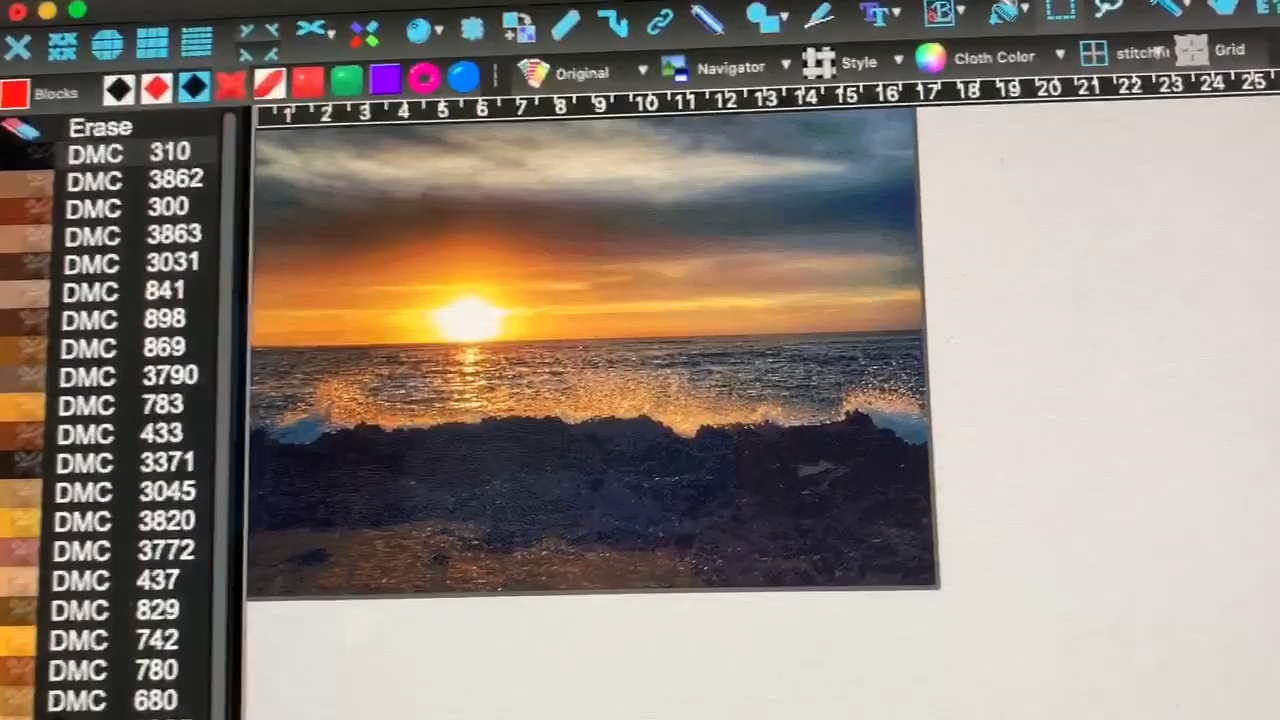 Original Navigator Style Cloth Color Grid
Blocks
1 2 3 4 5 6 7 8 9 10 11 12 13 14 15 16 17 18 19 20 21 22 23 24 25
Erase
DMC 310
DMC 3862
DMC 300
DMC 3863
DMC 3031
DMC 841
DMC 898
DMC 869
DMC 3790
DMC 783
DMC 433
DMC 3371
DMC 3045
DMC 3820
DMC 3772
DMC 437
DMC 829
DMC 742
DMC 780
DMC 680